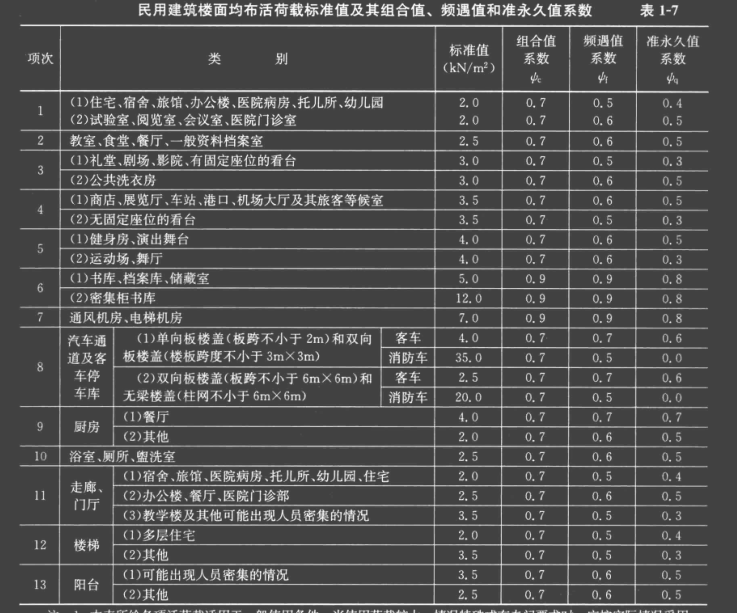 民用建筑楼面均布活荷载标准值及其组合值、频遇值和准永久值系数 表 1-7
项次 类 别 标准值 (kN/m²) 组合值系数 ψc 频遇值系数 ψf 准永久值系数 ψq
1 (1)住宅、宿舍、旅馆、办公楼、医院病房、托儿所、幼儿园 2.0 0.7 0.5 0.4
(2)试验室、阅览室、会议室、医院门诊室 2.0 0.7 0.6 0.5
2 教室、食堂、餐厅、一般资料档案室 2.5 0.7 0.6 0.5
3 (1)礼堂、剧场、影院、有固定座位的看台 3.0 0.7 0.5 0.3
(2)公共洗衣房 3.0 0.7 0.6 0.5
4 (1)商店、展览厅、车站、港口、机场大厅及其旅客等候室 3.5 0.7 0.6 0.5
(2)无固定座位的看台 3.5 0.7 0.5 0.3
5 (1)健身房、演出舞台 4.0 0.7 0.6 0.5
(2)运动场、舞厅 4.0 0.7 0.6 0.3
6 (1)书库、档案库、储藏室 5.0 0.9 0.9 0.8
(2)密集柜书库 12.0 0.9 0.9 0.8
7 通风机房、电梯机房 7.0 0.9 0.9 0.8
8 汽车通道及客车停车库 (1)单向板楼盖(板跨不小于 2m)和双向板楼盖(楼板跨度不小于 3m×3m) 客车 4.0 0.7 0.7 0.6
消防车 35.0 0.7 0.5 0.0
(2)双向板楼盖(板跨不小于 6m×6m)和无梁楼盖(柱网不小于 6m×6m) 客车 2.5 0.7 0.7 0.6
消防车 20.0 0.7 0.5 0.0
9 厨房 (1)餐厅 4.0 0.7 0.7 0.7
(2)其他 2.0 0.7 0.6 0.5
10 浴室、厕所、盥洗室 2.5 0.7 0.6 0.5
11 走廊、门厅 (1)宿舍、旅馆、医院病房、托儿所、幼儿园、住宅 2.0 0.7 0.5 0.4
(2)办公楼、餐厅、医院门诊部 2.5 0.7 0.6 0.5
(3)教学楼及其他可能出现人员密集的情况 3.5 0.7 0.5 0.3
12 楼梯 (1)多层住宅 2.0 0.7 0.5 0.4
(2)其他 3.5 0.7 0.5 0.3
13 阳台 (1)可能出现人员密集的情况 3.5 0.7 0.6 0.5
(2)其他 2.5 0.7 0.6 0.5